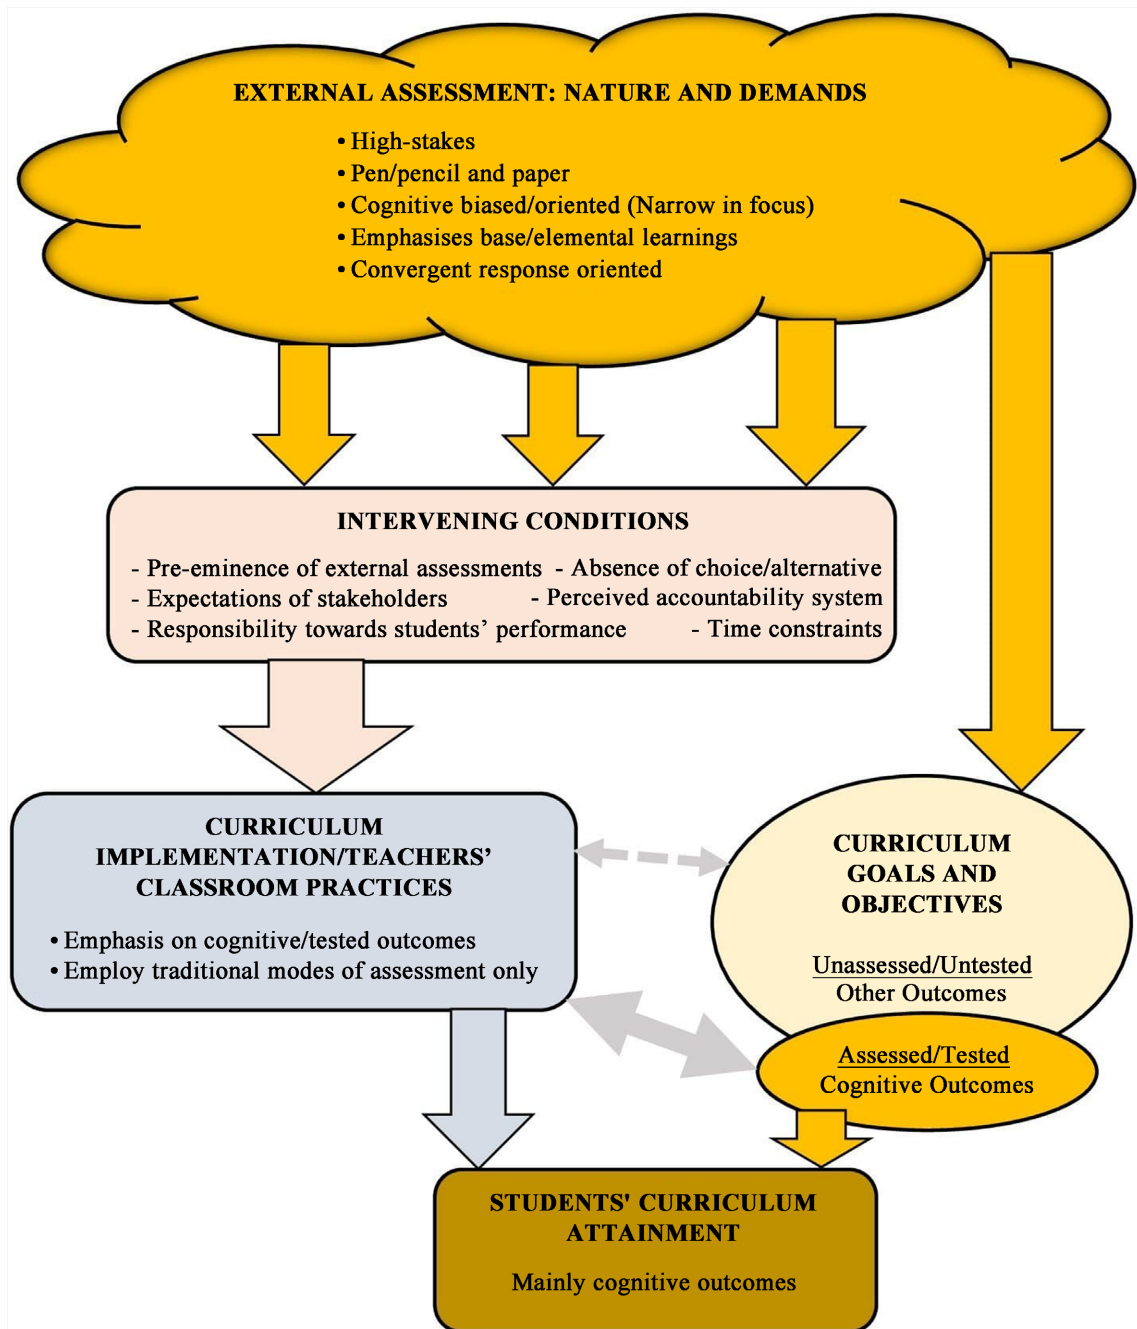 EXTERNAL ASSESSMENT: NATURE AND DEMANDS
• High-stakes
• Pen/pencil and paper
• Cognitive biased/oriented (Narrow in focus)
• Emphasises base/elemental learnings
• Convergent response oriented
INTERVENING CONDITIONS
- Pre-eminence of external assessments - Absence of choice/alternative
- Expectations of stakeholders - Perceived accountability system
- Responsibility towards students’ performance - Time constraints
CURRICULUM
IMPLEMENTATION/TEACHERS’
CLASSROOM PRACTICES
• Emphasis on cognitive/tested outcomes
• Employ traditional modes of assessment only
CURRICULUM
GOALS AND
OBJECTIVES
Unassessed/Untested
Other Outcomes
Assessed/Tested
Cognitive Outcomes
STUDENTS' CURRICULUM
ATTAINMENT
Mainly cognitive outcomes